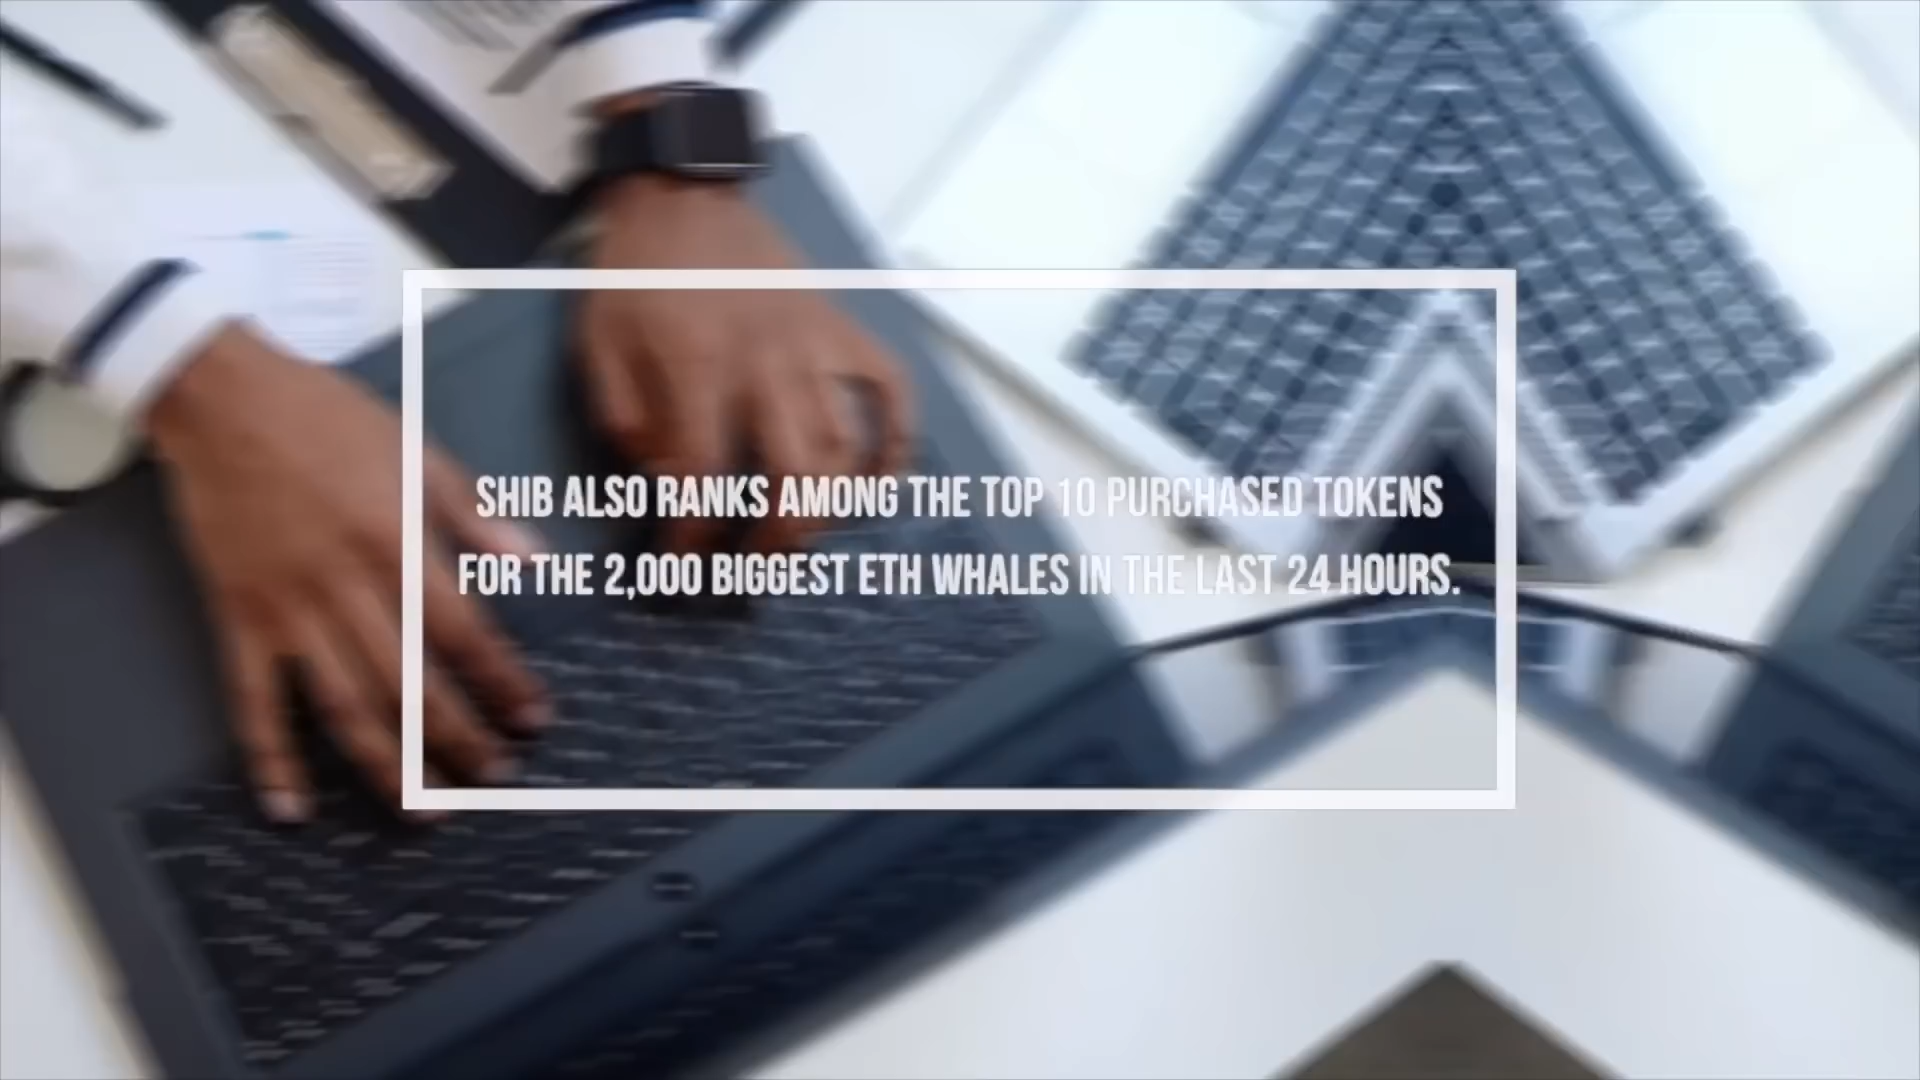 SHIB ALSO RANKS AMONG THE TOP 10 PURCHASED TOKENS
FOR THE 2,000 BIGGEST ETH WHALES IN THE LAST 24 HOURS.